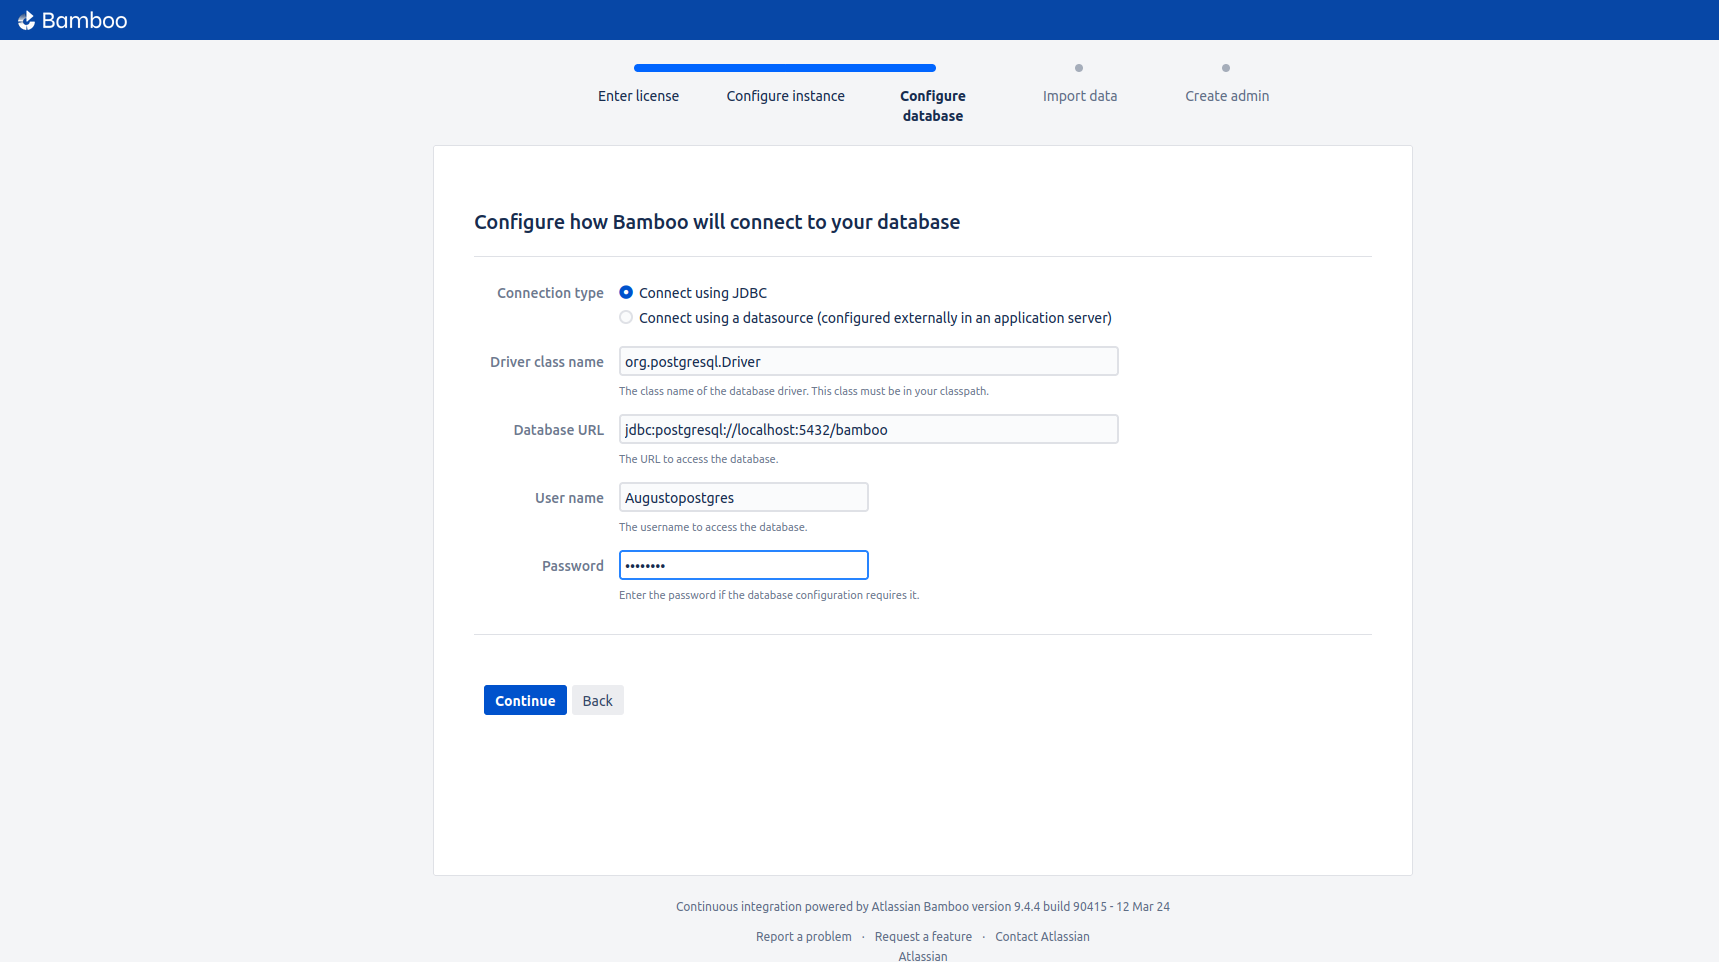 Bamboo
Enter license
Configure instance
Configure
database
Import data
Create admin
Configure how Bamboo will connect to your database
Connection type
Connect using JDBC
Connect using a datasource (configured externally in an application server)
Driver class name
org.postgresql.Driver
The class name of the database driver. This class must be in your classpath.
Database URL
jdbc:postgresql://localhost:5432/bamboo
The URL to access the database.
User name
Augustopostgres
The username to access the database.
Password
••••••••
Enter the password if the database configuration requires it.
Continue
Back
Continuous integration powered by Atlassian Bamboo version 9.4.4 build 90415 - 12 Mar 24
Report a problem · Request a feature · Contact Atlassian
Atlassian